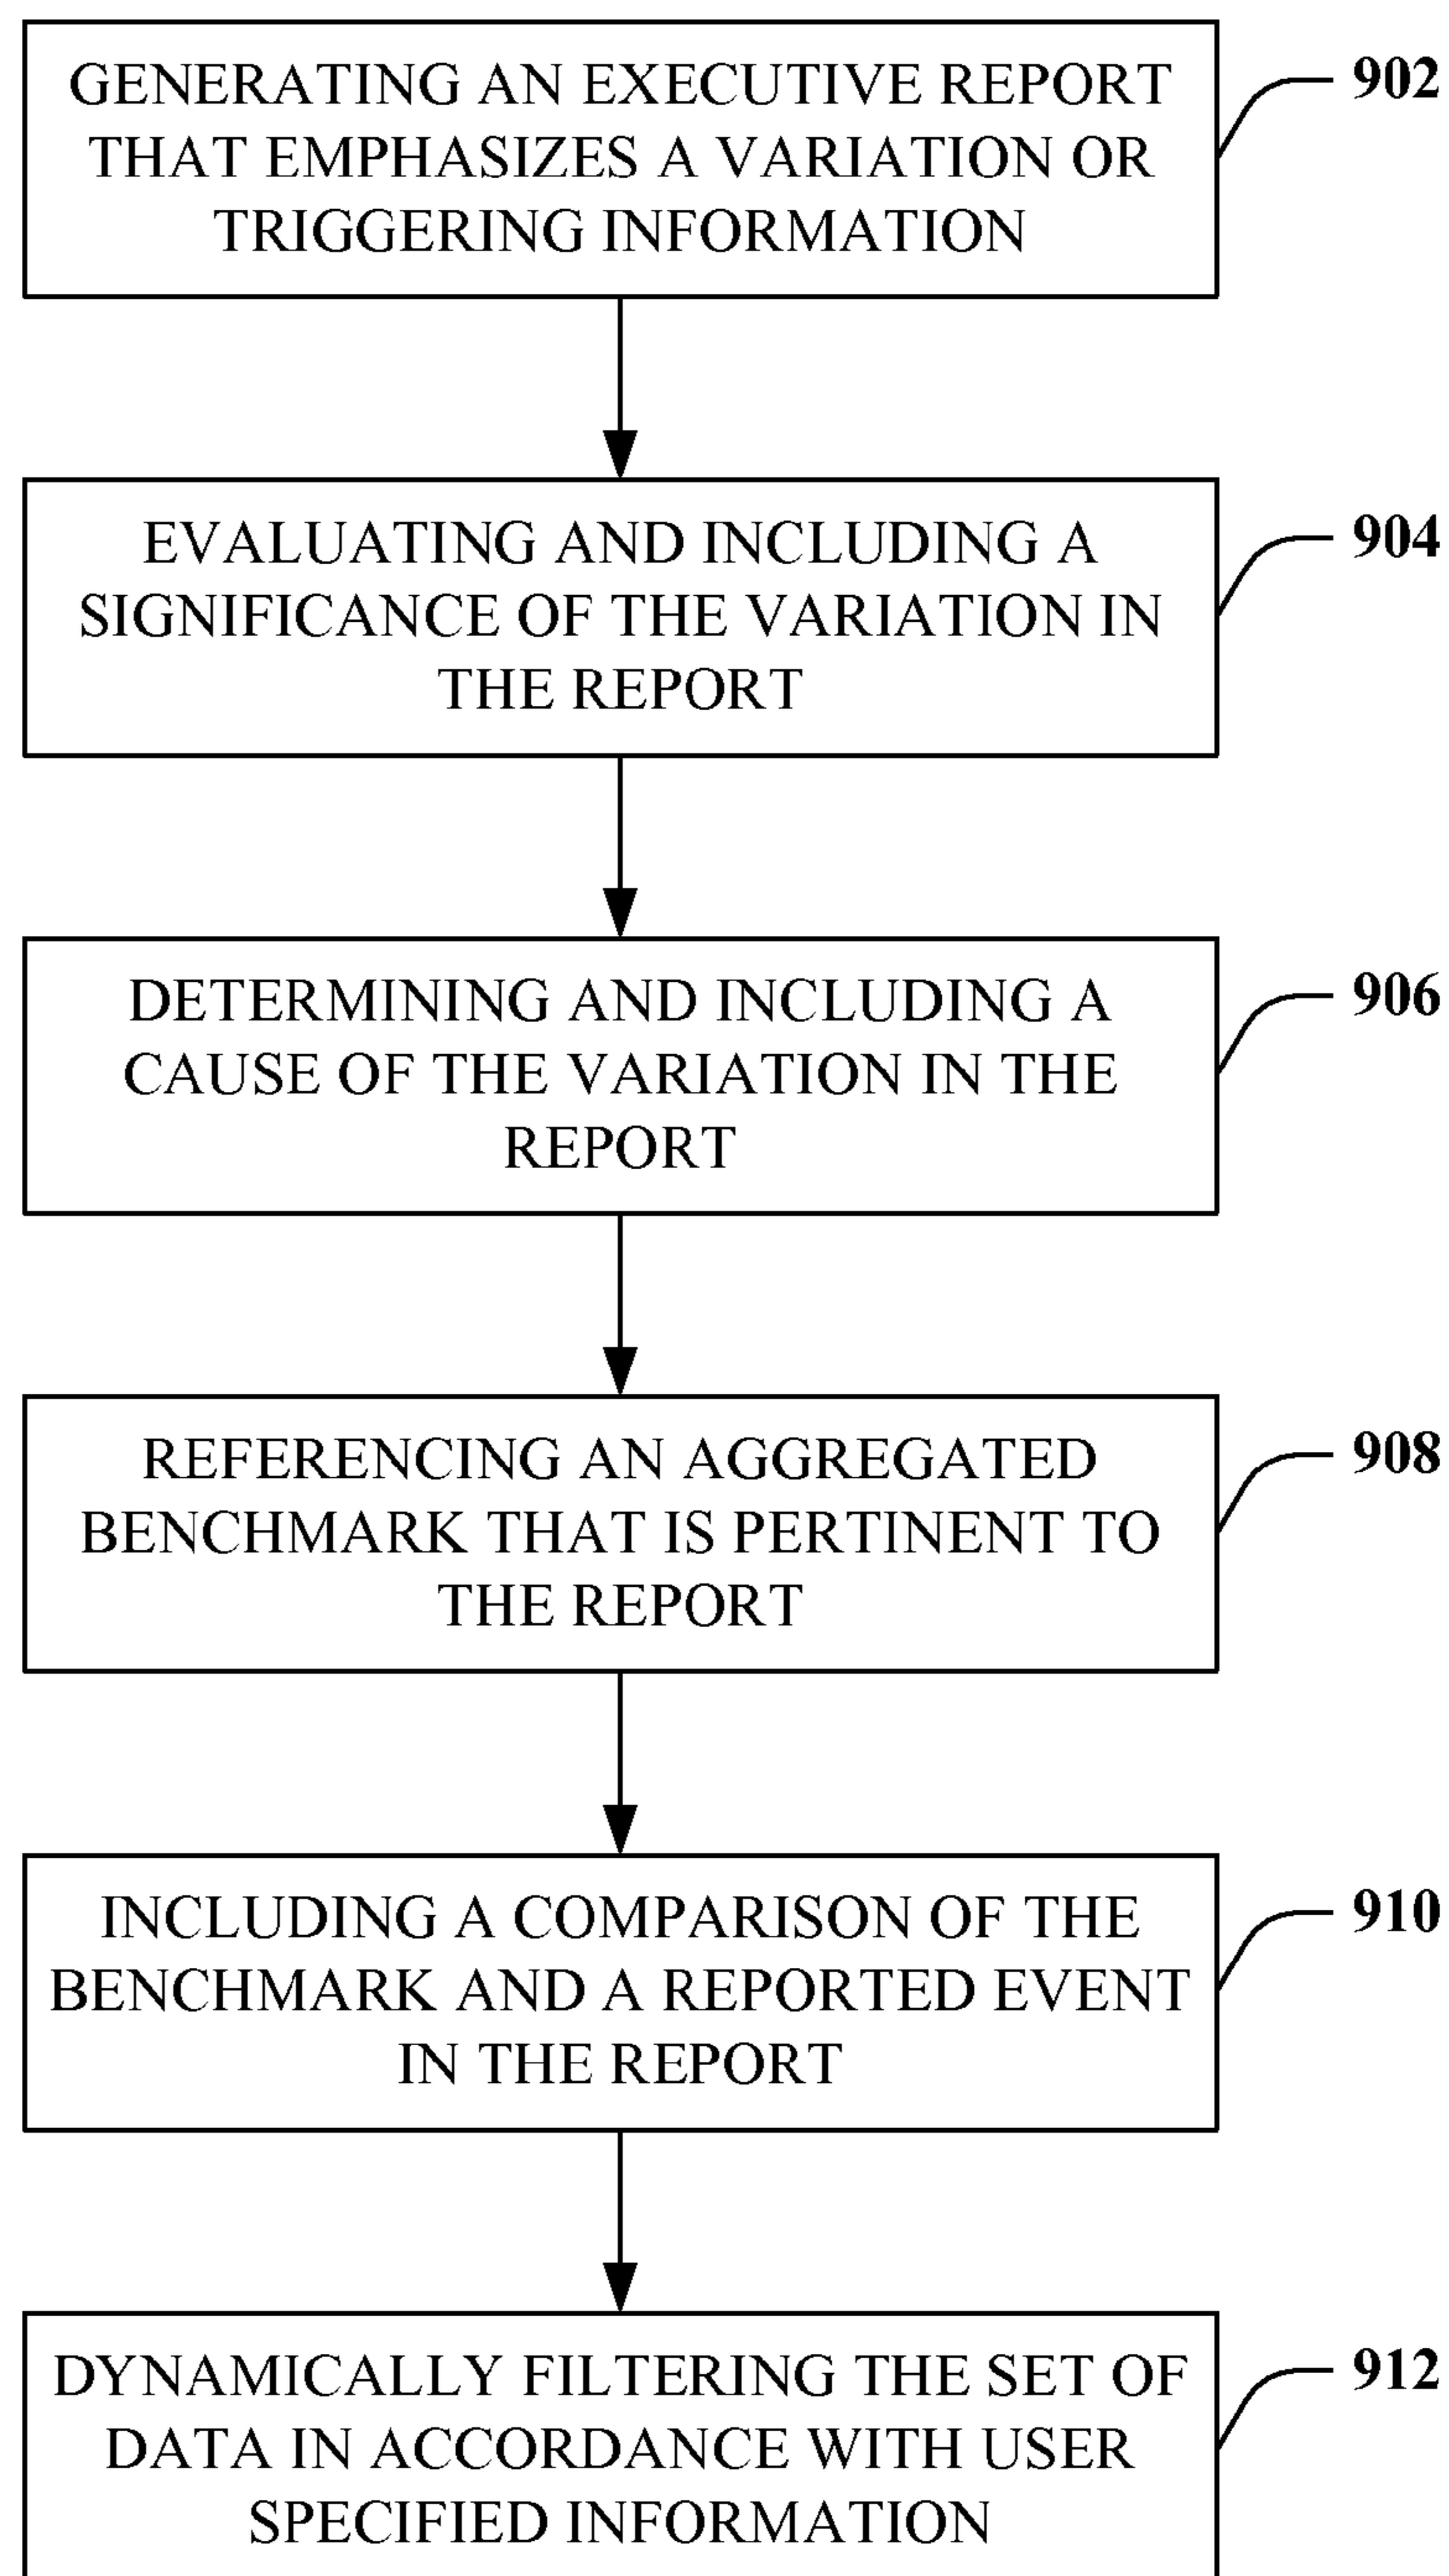 GENERATING AN EXECUTIVE REPORT
THAT EMPHASIZES A VARIATION OR
TRIGGERING INFORMATION
902
EVALUATING AND INCLUDING A
SIGNIFICANCE OF THE VARIATION IN
THE REPORT
904
DETERMINING AND INCLUDING A
CAUSE OF THE VARIATION IN THE
REPORT
906
REFERENCING AN AGGREGATED
BENCHMARK THAT IS PERTINENT TO
THE REPORT
908
INCLUDING A COMPARISON OF THE
BENCHMARK AND A REPORTED EVENT
IN THE REPORT
910
DYNAMICALLY FILTERING THE SET OF
DATA IN ACCORDANCE WITH USER
SPECIFIED INFORMATION
912